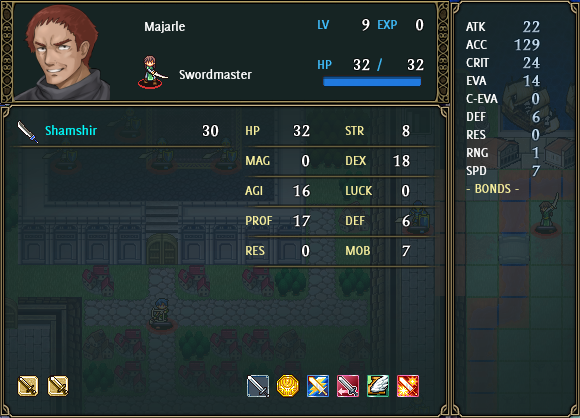 Majarle
LV 9 EXP 0
HP 32 / 32
Swordmaster
Shamshir 30
HP 32 STR 8
MAG 0 DEX 18
AGI 16 LUCK 0
PROF 17 DEF 6
RES 0 MOB 7
ATK 22
ACC 129
CRIT 24
EVA 14
C-EVA 0
DEF 6
RES 0
RNG 1
SPD 7
- BONDS -